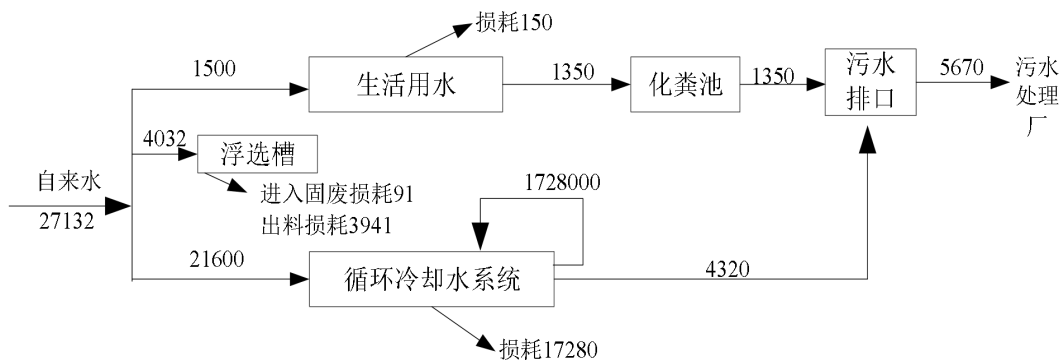 损耗150
1500
生活用水
1350
化粪池
1350
污水
排口
5670
污水
处理
厂
4032
浮选槽
自来水
27132
进入固废损耗91
出料损耗3941
1728000
21600
循环冷却水系统
4320
损耗17280